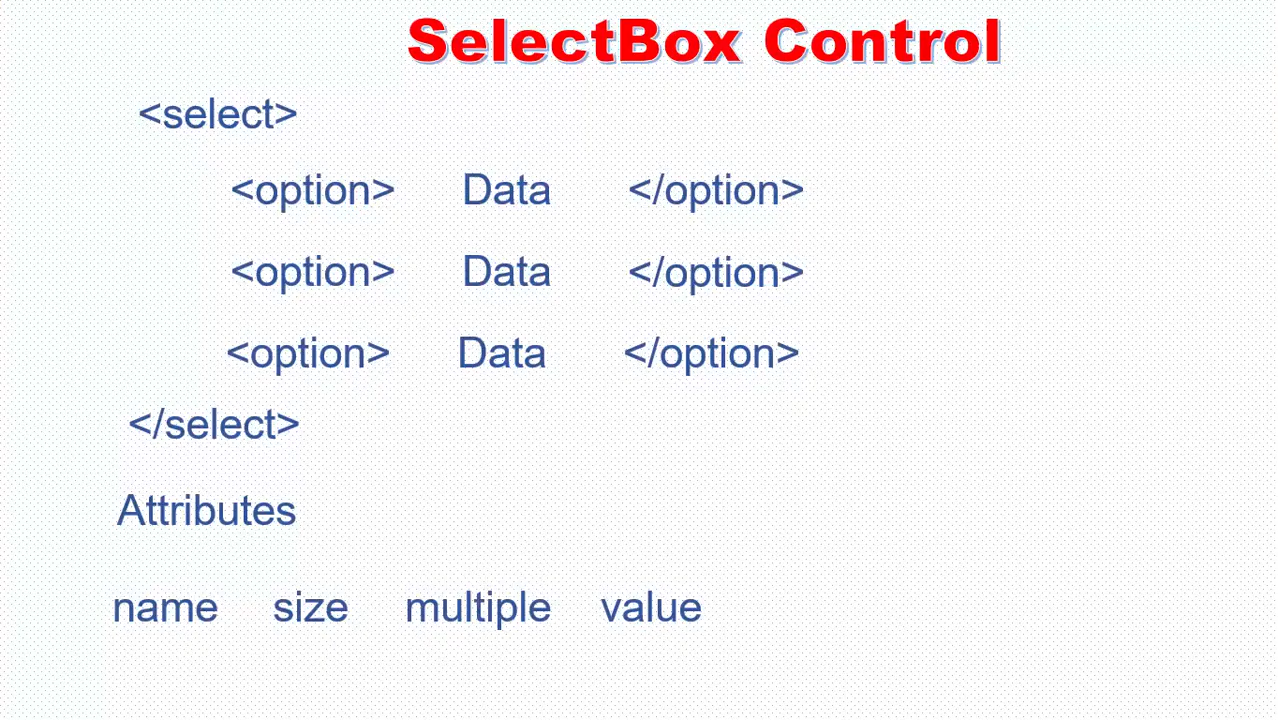 SelectBox Control
<select>
<option> Data </option>
<option> Data </option>
<option> Data </option>
</select>
Attributes
name size multiple value